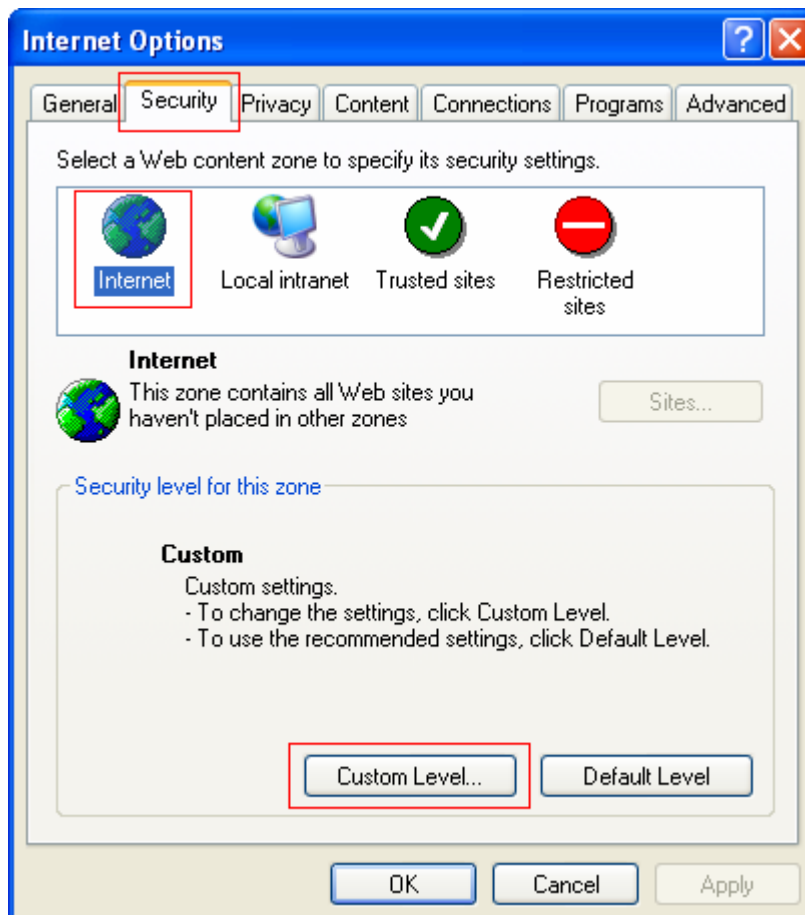 Internet Options
General Security Privacy Content Connections Programs Advanced
Select a Web content zone to specify its security settings.
Internet Local intranet Trusted sites Restricted
sites
Internet
This zone contains all Web sites you
haven't placed in other zones
Sites...
Security level for this zone
Custom
Custom settings.
- To change the settings, click Custom Level.
- To use the recommended settings, click Default Level.
Custom Level... Default Level
OK Cancel Apply